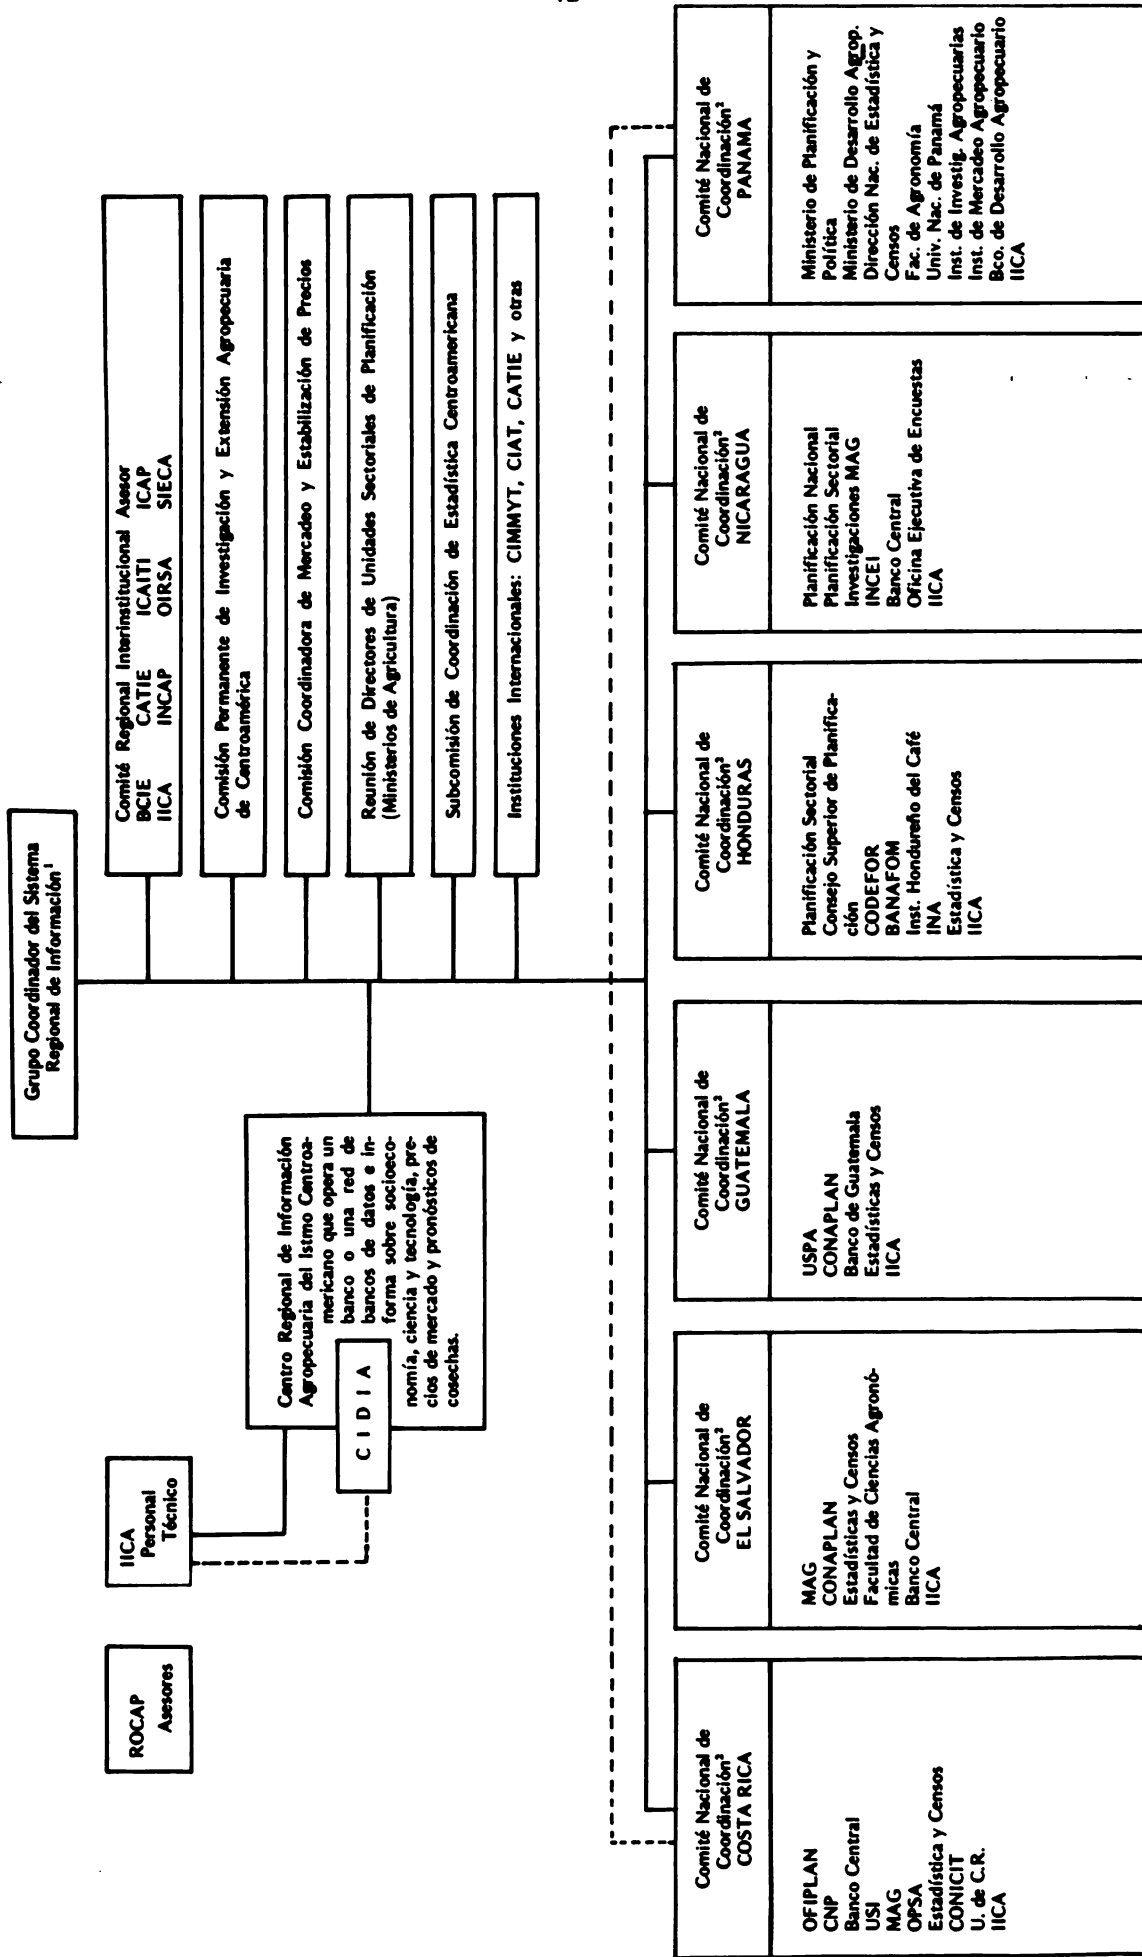 Grupo Coordinador del Sistema
Regional de Información¹
ROCAP
Asesores
IICA
Personal
Técnico
Centro Regional de Información
Agropecuaria del Istmo Centroa-
mericano que opera un
banco o una red de
bancos de datos e in-
forma sobre socioeco-
nomía, ciencia y tecnología, pre-
cios de mercado y pronósticos de
cosechas.
C I D I A
Comité Regional Interinstitucional Asesor
BCIE CATIE ICAITI ICAP
IICA INCAP OIRSA SIECA
Comisión Permanente de Investigación y Extensión Agropecuaria
de Centroamérica
Comisión Coordinadora de Mercadeo y Estabilización de Precios
Reunión de Directores de Unidades Sectoriales de Planificación
(Ministerios de Agricultura)
Subcomisión de Coordinación de Estadística Centroamericana
Instituciones Internacionales: CIMMYT, CIAT, CATIE y otras
Comité Nacional de
Coordinación²
COSTA RICA
OFIPLAN
CNP
Banco Central
USI
MAG
OPSA
Estadística y Censos
CONICIT
U. de C.R.
IICA
Comité Nacional de
Coordinación²
EL SALVADOR
MAG
CONAPLAN
Estadísticas y Censos
Facultad de Ciencias Agronó-
micas
Banco Central
IICA
Comité Nacional de
Coordinación²
GUATEMALA
USPA
CONAPLAN
Banco de Guatemala
Estadísticas y Censos
IICA
Comité Nacional de
Coordinación²
HONDURAS
Planificación Sectorial
Consejo Superior de Planifica-
ción
CODEFOR
BANAFOM
Inst. Hondureño del Café
INA
Estadística y Censos
IICA
Comité Nacional de
Coordinación²
NICARAGUA
Planificación Nacional
Planificación Sectorial
Investigaciones MAG
INCEI
Banco Central
Oficina Ejecutiva de Encuestas
IICA
Comité Nacional de
Coordinación²
PANAMA
Ministerio de Planificación y
Política
Ministerio de Desarrollo Agrop.
Dirección Nac. de Estadística y
Censos
Fac. de Agronomía
Univ. Nac. de Panamá
Inst. de Investig. Agropecuarias
Inst. de Mercadeo Agropecuario
Bco. de Desarrollo Agropecuario
IICA